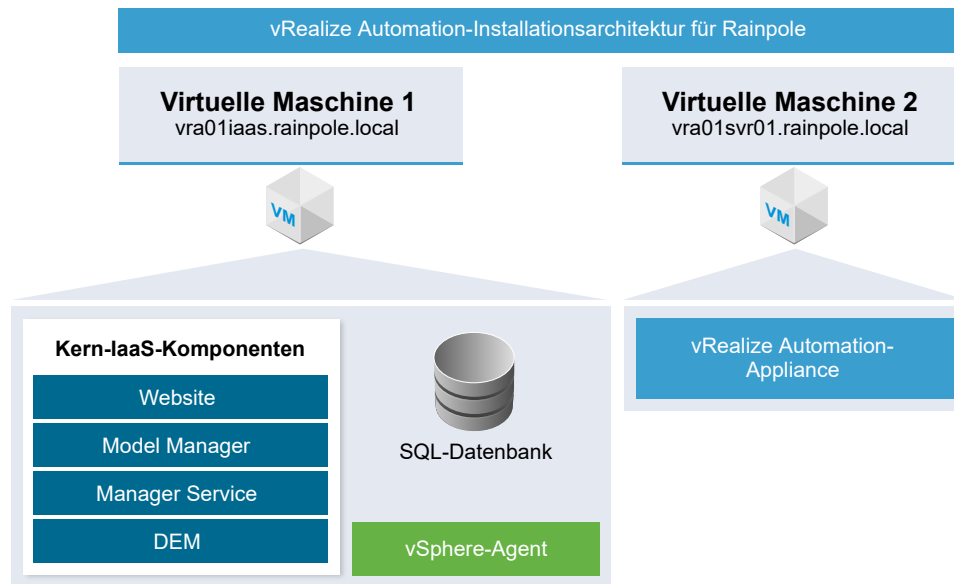 vRealize Automation-Installationsarchitektur für Rainpole
Virtuelle Maschine 1
vra01iaas.rainpole.local
Virtuelle Maschine 2
vra01svr01.rainpole.local
VM
VM
Kern-IaaS-Komponenten
Website
Model Manager
Manager Service
DEM
SQL-Datenbank
vSphere-Agent
vRealize Automation-
Appliance